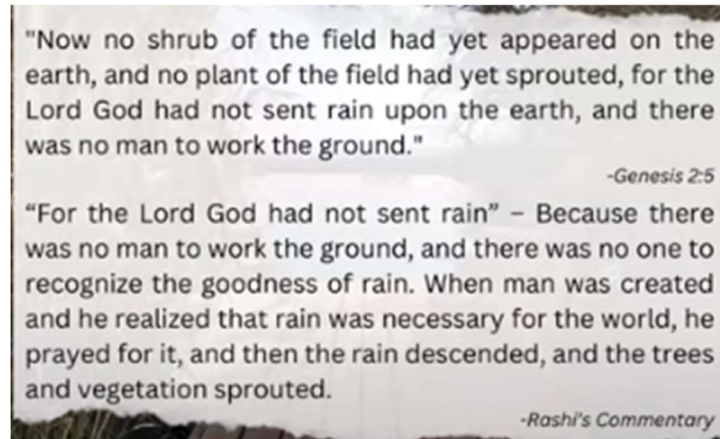 "Now no shrub of the field had yet appeared on the
earth, and no plant of the field had yet sprouted, for the
Lord God had not sent rain upon the earth, and there
was no man to work the ground."
-Genesis 2:5
“For the Lord God had not sent rain” – Because there
was no man to work the ground, and there was no one to
recognize the goodness of rain. When man was created
and he realized that rain was necessary for the world, he
prayed for it, and then the rain descended, and the trees
and vegetation sprouted.
-Rashi's Commentary